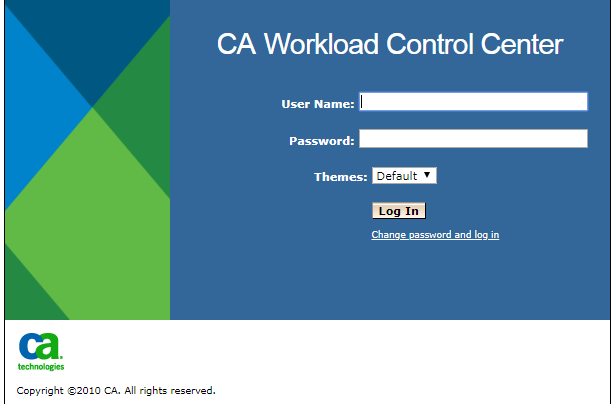 CA Workload Control Center
User Name:
Password:
Themes: Default
Log In
Change password and log in
ca.
technologies
Copyright ©2010 CA. All rights reserved.